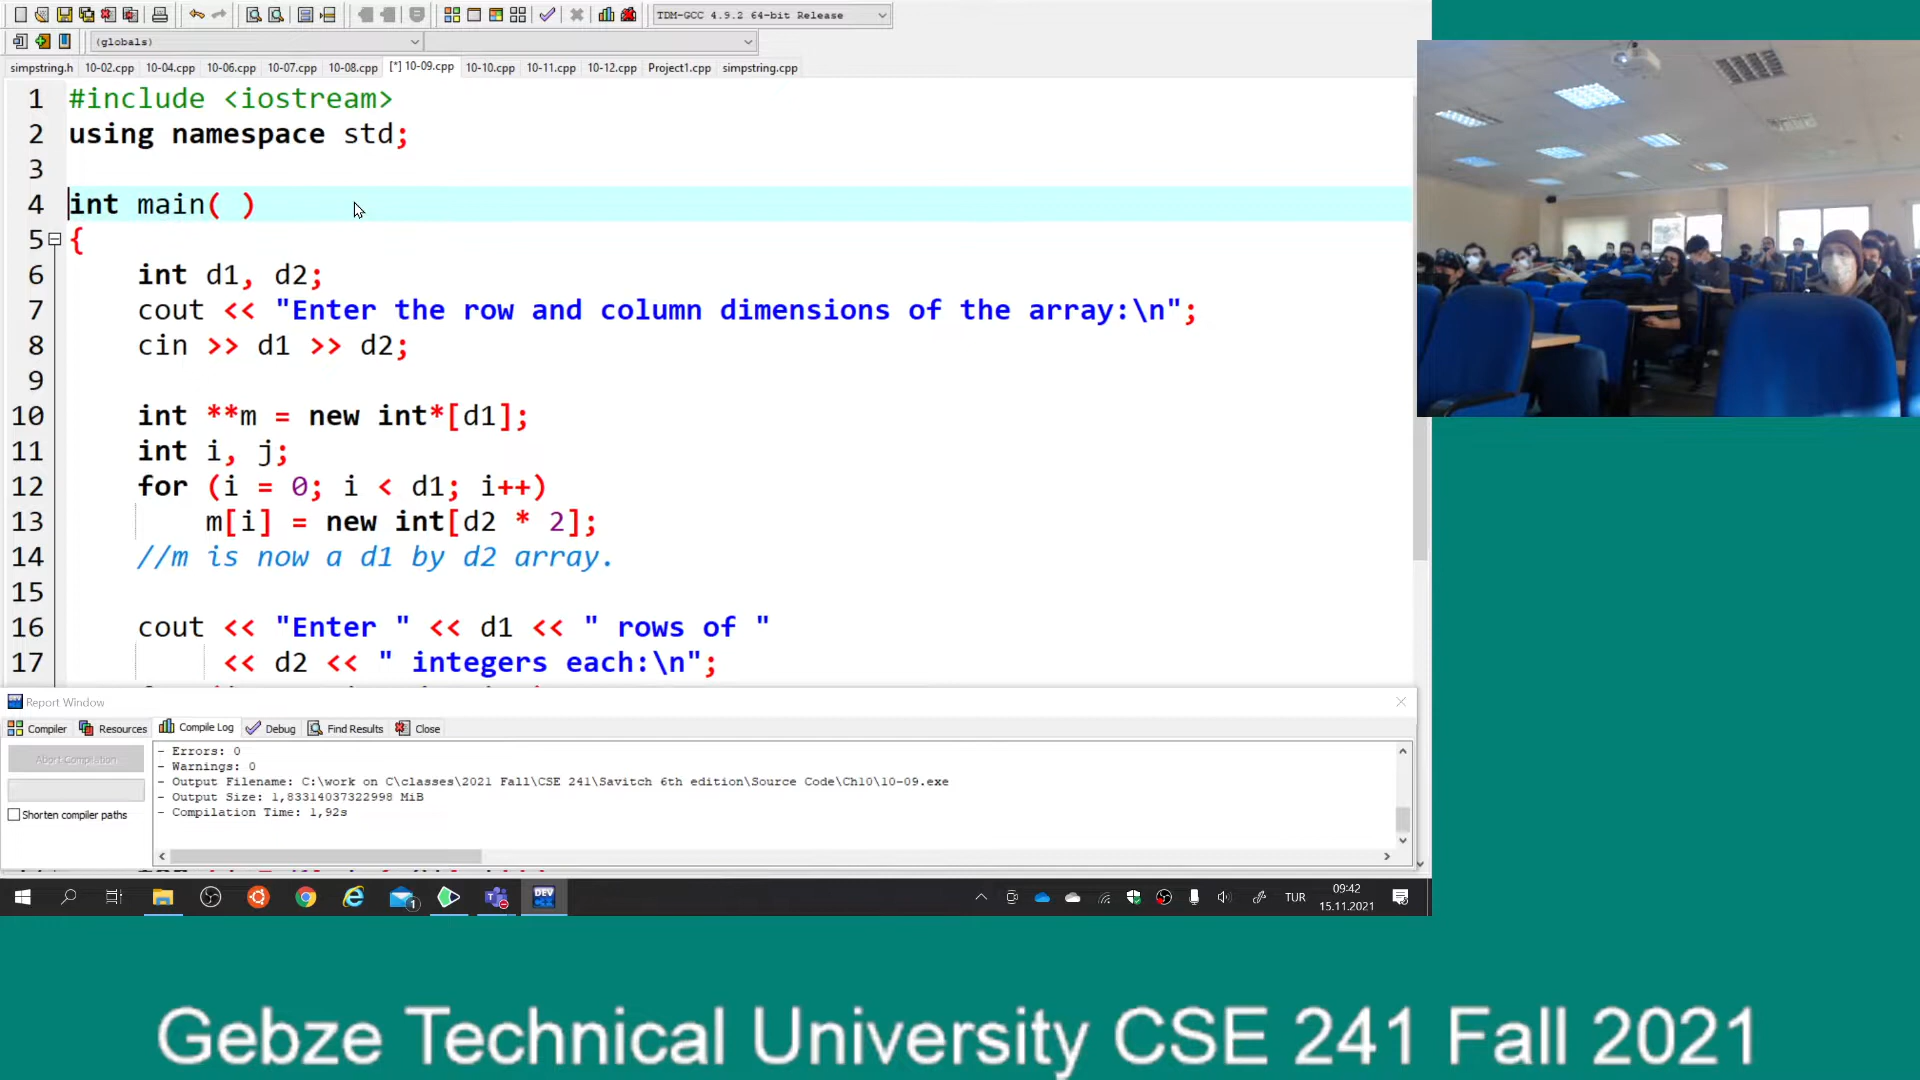 TDM-GCC 4.9.2 64-bit Release
(globals)
simpstring.h 10-02.cpp 10-04.cpp 10-06.cpp 10-07.cpp 10-08.cpp [*] 10-09.cpp 10-10.cpp 10-11.cpp 10-12.cpp Project1.cpp simpstring.cpp
1 #include <iostream>
2 using namespace std;
3
4 int main( )
5 {
6 int d1, d2;
7 cout << "Enter the row and column dimensions of the array:\n";
8 cin >> d1 >> d2;
9
10 int **m = new int*[d1];
11 int i, j;
12 for (i = 0; i < d1; i++)
13 m[i] = new int[d2 * 2];
14 //m is now a d1 by d2 array.
15
16 cout << "Enter " << d1 << " rows of "
17 << d2 << " integers each:\n";
Report Window
Compiler Resources Compile Log Debug Find Results Close
Abort Compilation
Shorten compiler paths
- Errors: 0
- Warnings: 0
- Output Filename: C:\work on C\classes\2021 Fall\CSE 241\Savitch 6th edition\Source Code\Ch10\10-09.exe
- Output Size: 1,83314037322998 MiB
- Compilation Time: 1,92s
1
DEV
TUR
09:42
15.11.2021
Gebze Technical University CSE 241 Fall 2021